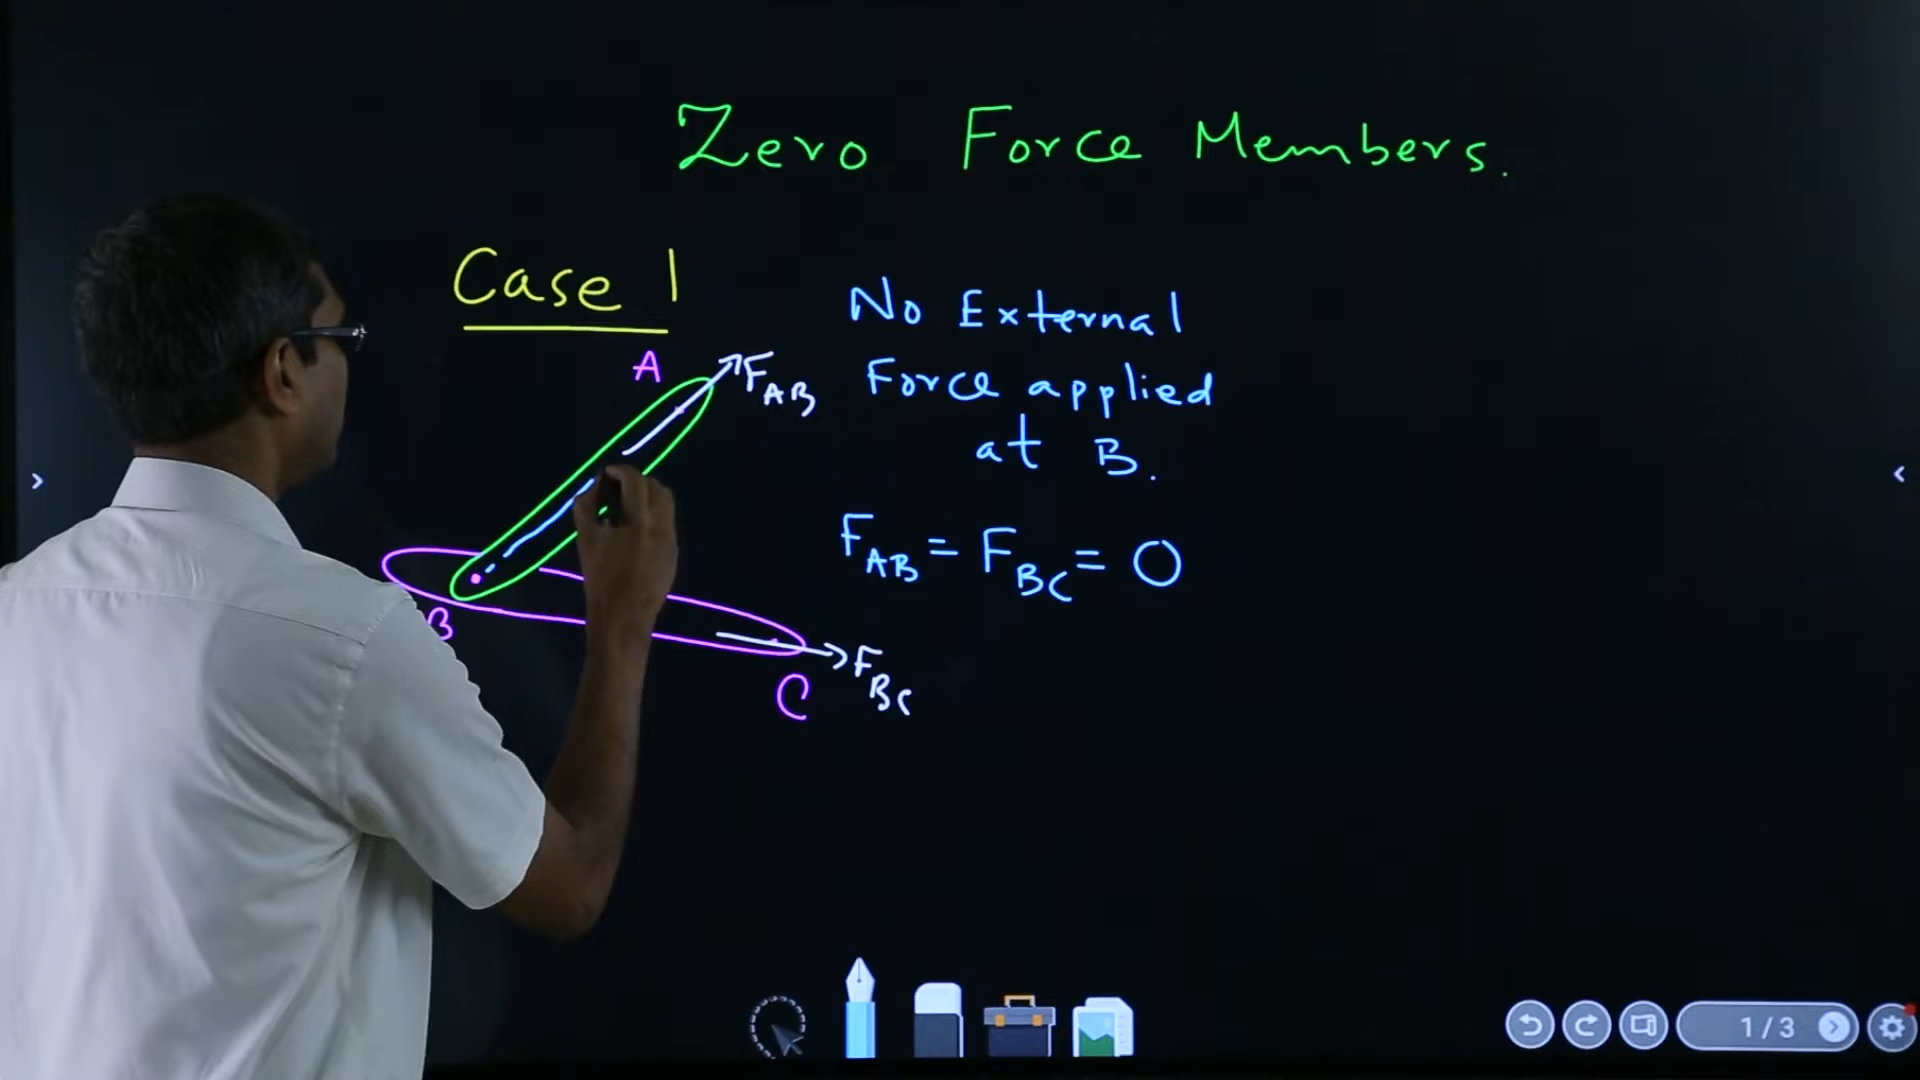 Zero Force Members.
Case 1
No External
Force applied
at B.
A
F_AB
F_AB = F_BC = 0
B
F_BC
C
1/3